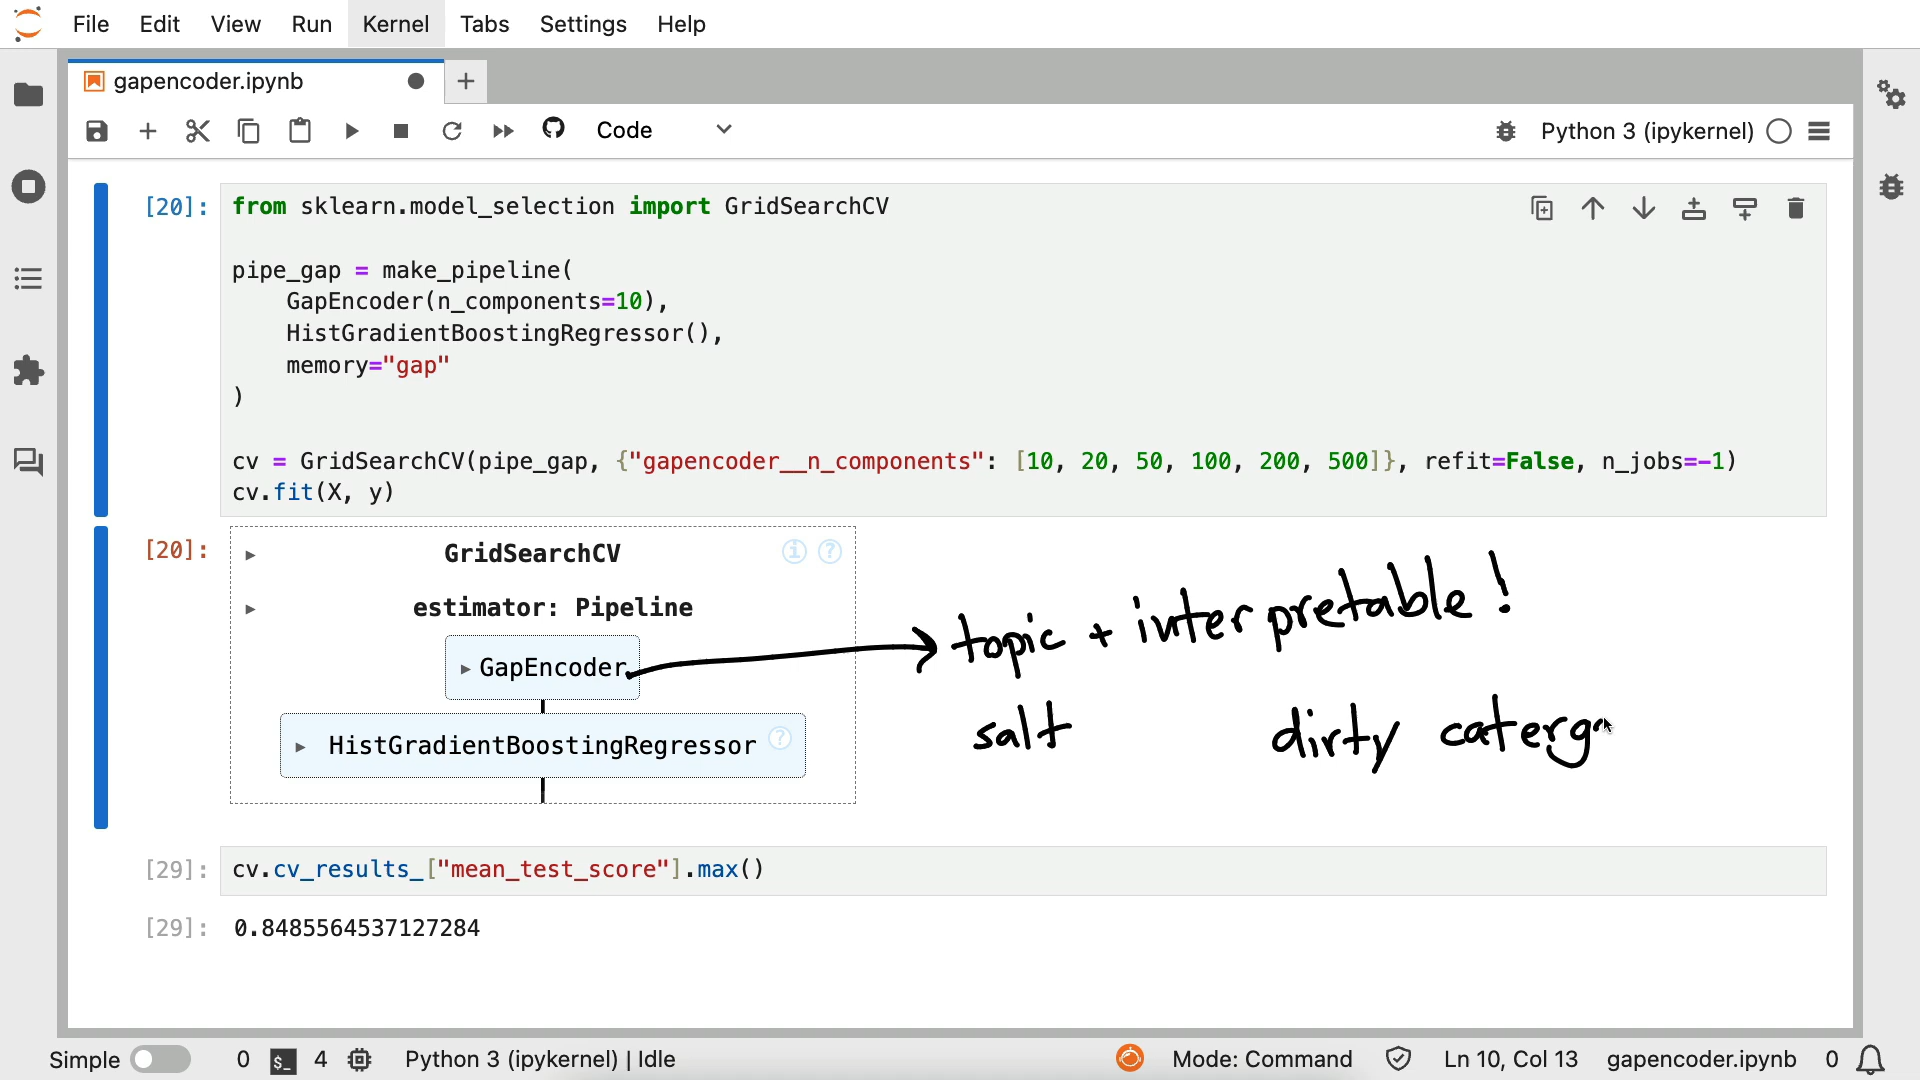 File Edit View Run Kernel Tabs Settings Help
gapencoder.ipynb
Code
Python 3 (ipykernel)
[20]:
from sklearn.model_selection import GridSearchCV
pipe_gap = make_pipeline(
GapEncoder(n_components=10),
HistGradientBoostingRegressor(),
memory="gap"
)
cv = GridSearchCV(pipe_gap, {"gapencoder__n_components": [10, 20, 50, 100, 200, 500]}, refit=False, n_jobs=-1)
cv.fit(X, y)
[20]:
GridSearchCV
estimator: Pipeline
GapEncoder
topic + interpretable!
HistGradientBoostingRegressor
salt
dirty caterg
[29]: cv.cv_results_["mean_test_score"].max()
[29]: 0.8485564537127284
Simple 0 4 Python 3 (ipykernel) | Idle Mode: Command Ln 10, Col 13 gapencoder.ipynb 0